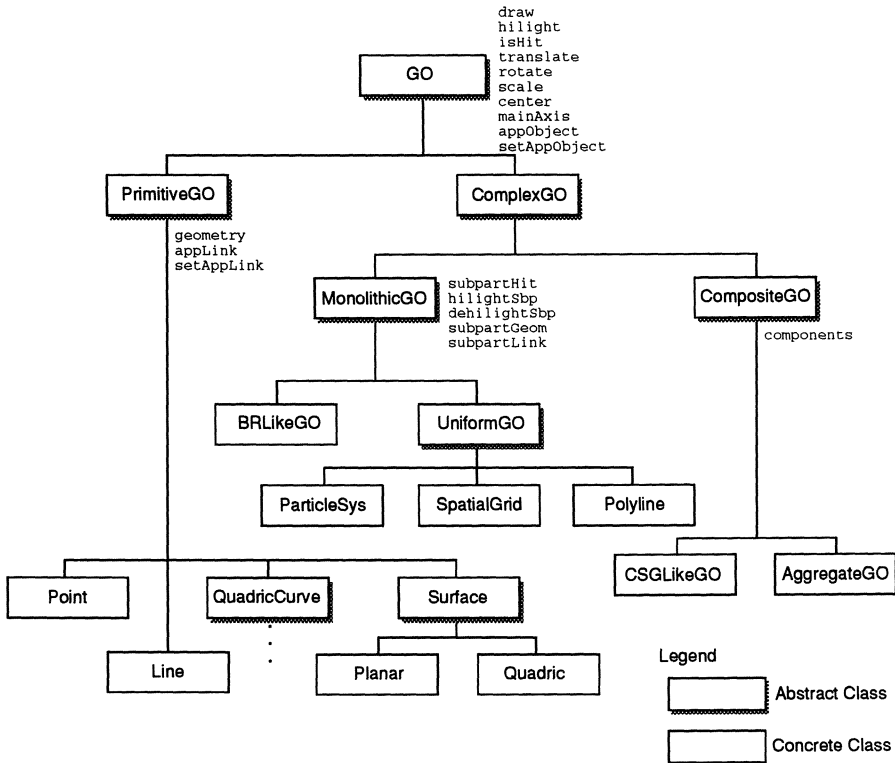 draw
hilight
isHit
translate
rotate
scale
center
mainAxis
appObject
setAppObject
GO
PrimitiveGO
ComplexGO
geometry
appLink
setAppLink
MonolithicGO
subpartHit
hilightSbp
dehilightSbp
subpartGeom
subpartLink
CompositeGO
components
BRLikeGO
UniformGO
ParticleSys
SpatialGrid
Polyline
Point
QuadricCurve
Surface
CSGLikeGO
AggregateGO
Line
Planar
Quadric
Legend
Abstract Class
Concrete Class